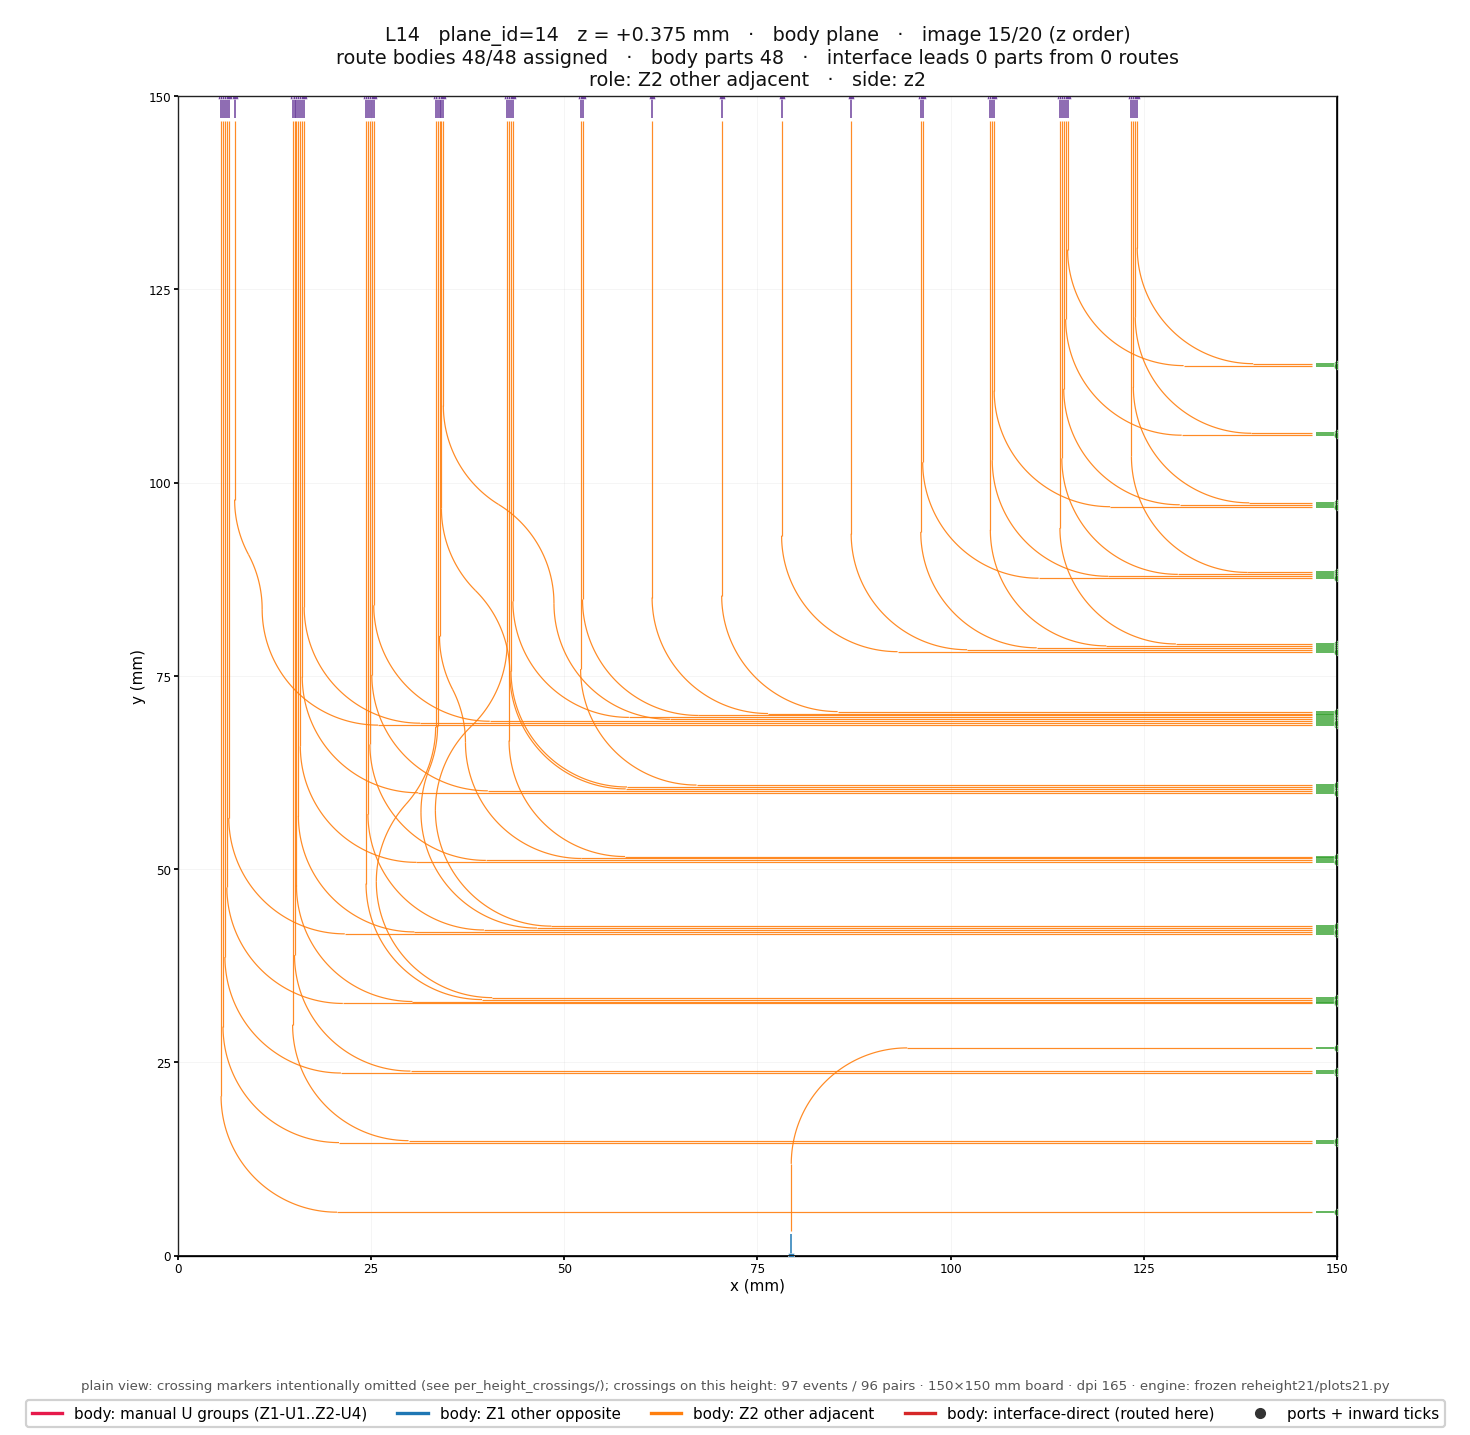 L14   plane_id=14   z = +0.375 mm   ·   body plane   ·   image 15/20 (z order)
route bodies 48/48 assigned   ·   body parts 48   ·   interface leads 0 parts from 0 routes
role: Z2 other adjacent   ·   side: z2
150
125
100
75
50
25
0
y (mm)
0 25 50 75 100 125 150
x (mm)
plain view: crossing markers intentionally omitted (see per_height_crossings/); crossings on this height: 97 events / 96 pairs · 150×150 mm board · dpi 165 · engine: frozen reheight21/plots21.py
body: manual U groups (Z1-U1..Z2-U4) body: Z1 other opposite body: Z2 other adjacent body: interface-direct (routed here) ports + inward ticks